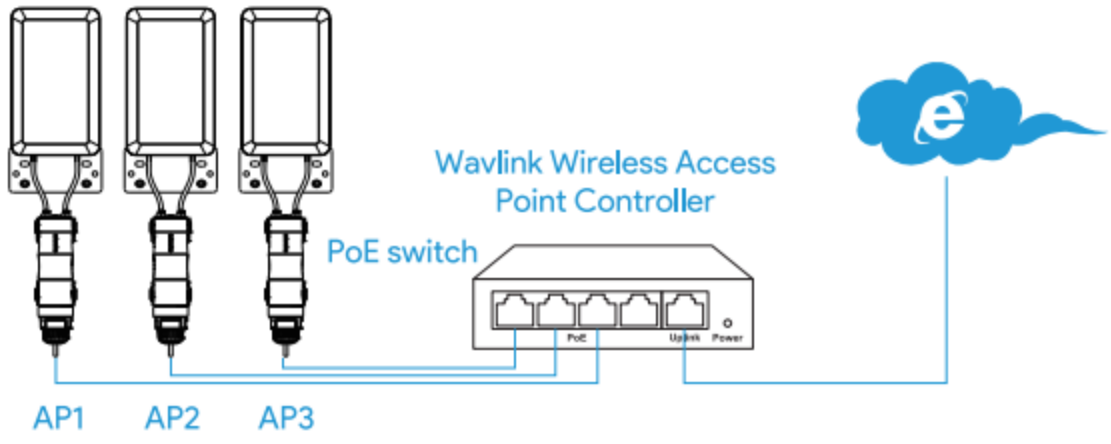 Wavlink Wireless Access
Point Controller
PoE switch
PoE
Uplink
Power
AP1
AP2
AP3